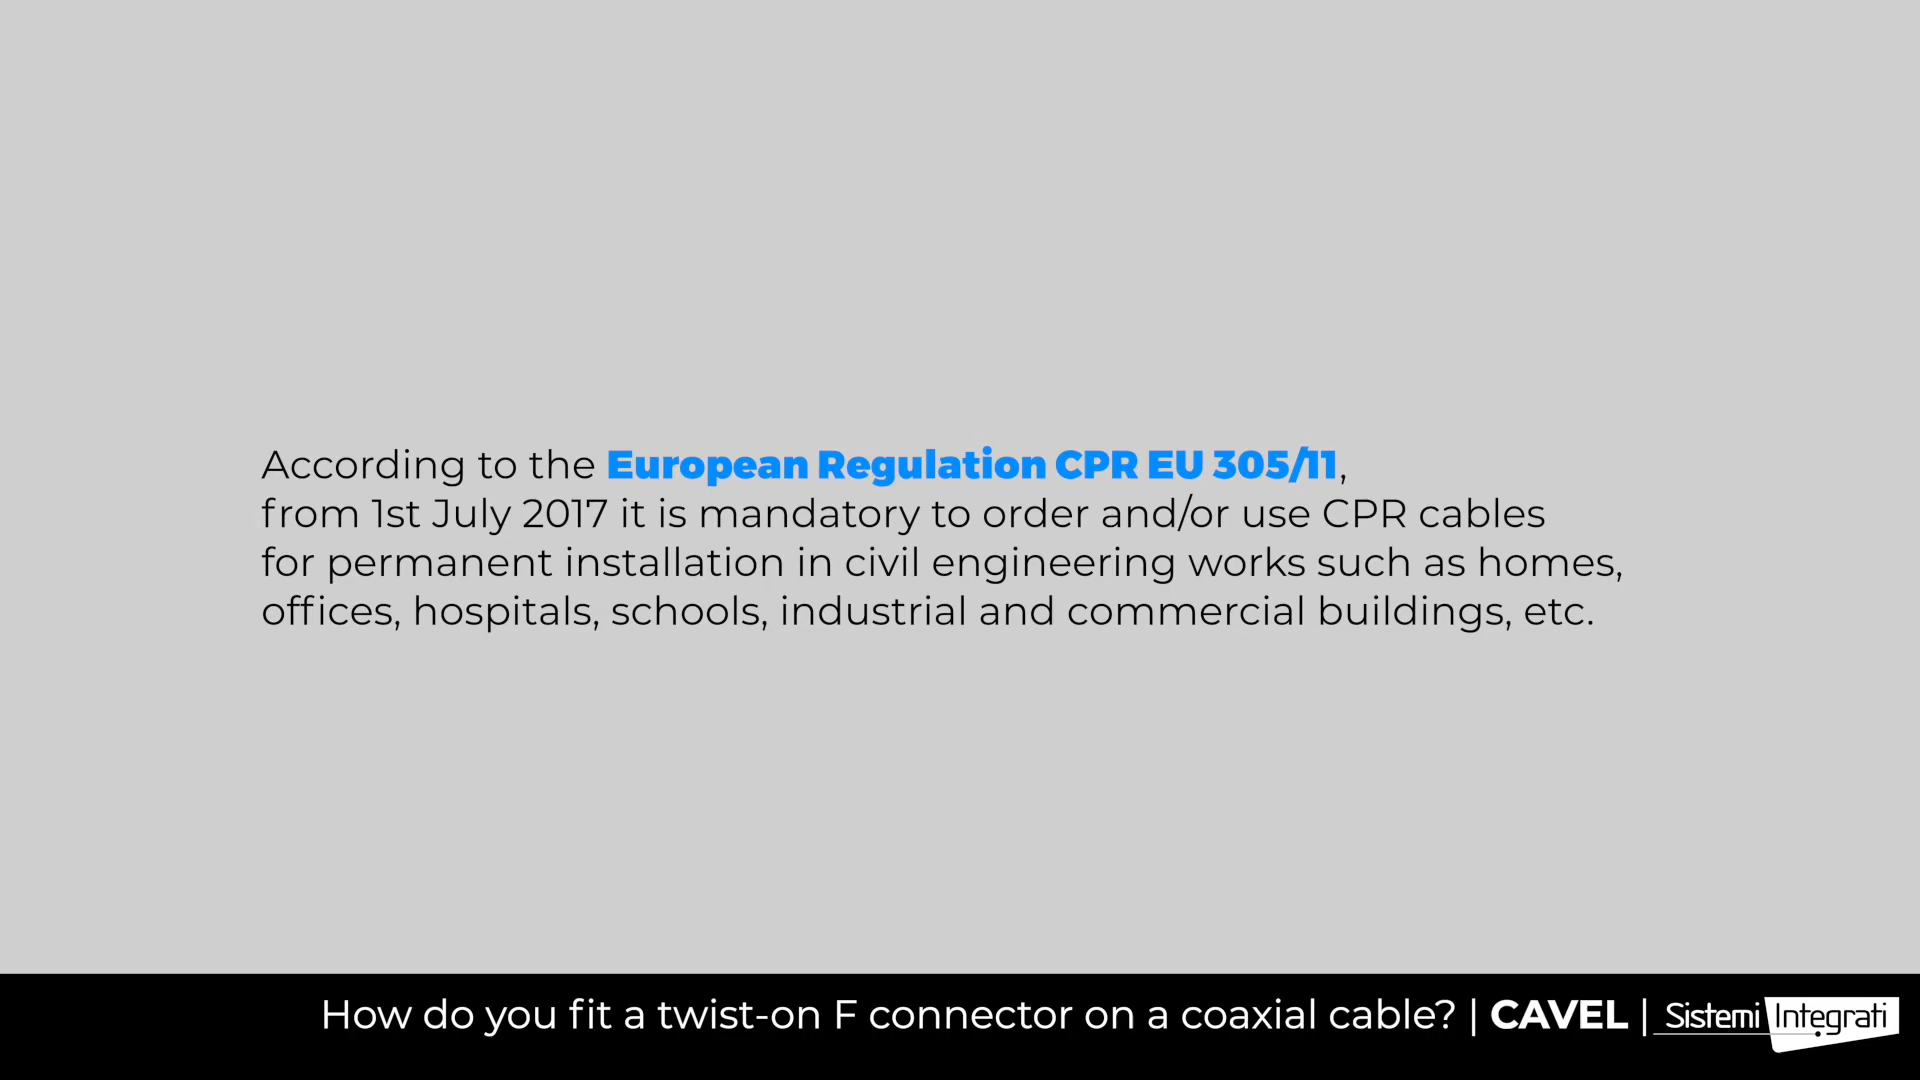 According to the European Regulation CPR EU 305/11,
from 1st July 2017 it is mandatory to order and/or use CPR cables
for permanent installation in civil engineering works such as homes,
offices, hospitals, schools, industrial and commercial buildings, etc.
How do you fit a twist-on F connector on a coaxial cable? | CAVEL | Sistemi Integrati